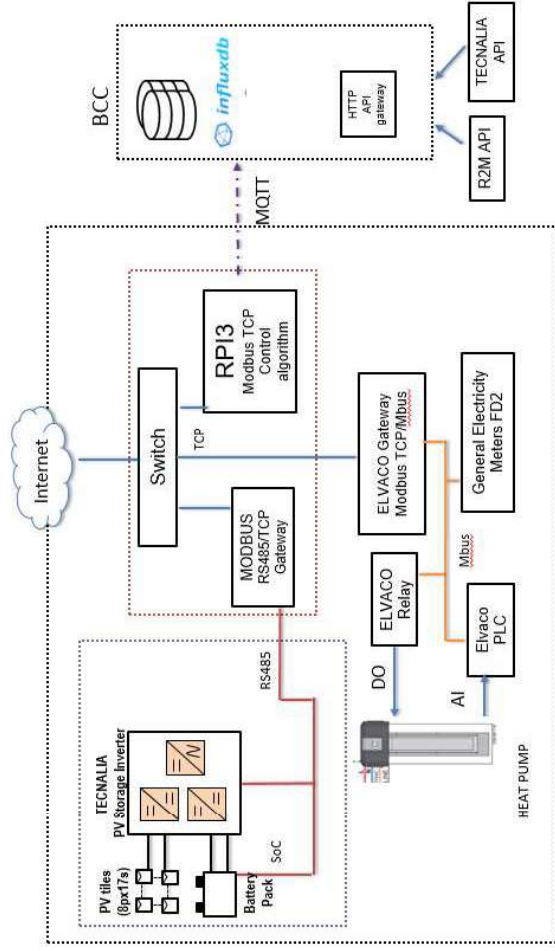 Internet
Switch
TCP
RPI3
Modbus TCP
Control
algorithm
MODBUS
RS485/TCP
Gateway
MQTT
BCC
influxdb
HTTP
API
gateway
R2M API
TECNALIA
API
TECNALIA
PV Storage Inverter
PV tiles
(8px17s)
Battery
Pack
SoC
RS485
ELVACO Gateway
Modbus TCP/Mbus
ELVACO
Relay
Mbus
General Electricity
Meters FD2
Elvaco
PLC
DO
AI
HEAT PUMP